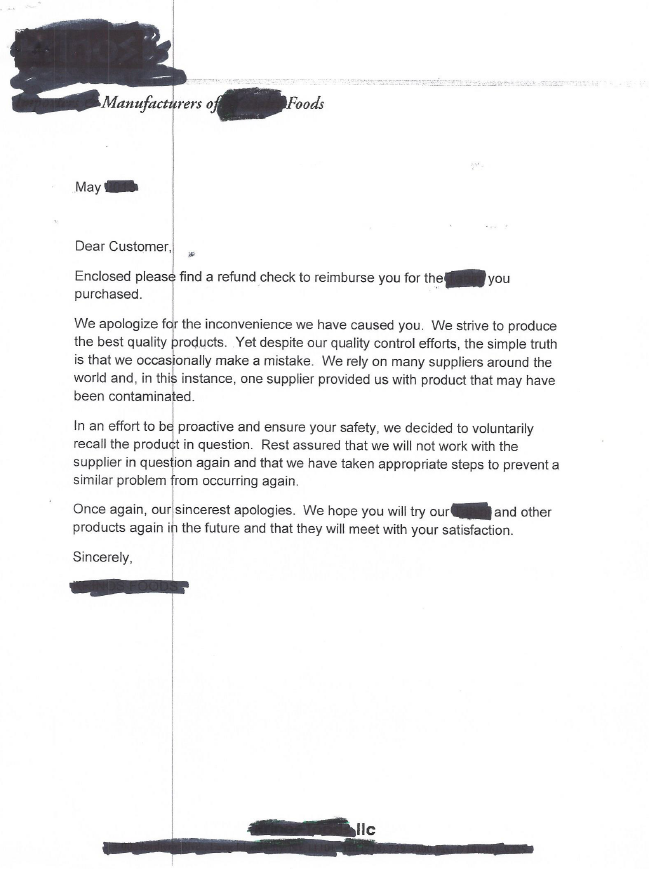 Manufacturers of Foods
May
Dear Customer,
Enclosed please find a refund check to reimburse you for the you
purchased.
We apologize for the inconvenience we have caused you. We strive to produce
the best quality products. Yet despite our quality control efforts, the simple truth
is that we occasionally make a mistake. We rely on many suppliers around the
world and, in this instance, one supplier provided us with product that may have
been contaminated.
In an effort to be proactive and ensure your safety, we decided to voluntarily
recall the product in question. Rest assured that we will not work with the
supplier in question again and that we have taken appropriate steps to prevent a
similar problem from occurring again.
Once again, our sincerest apologies. We hope you will try our and other
products again in the future and that they will meet with your satisfaction.
Sincerely,
llc